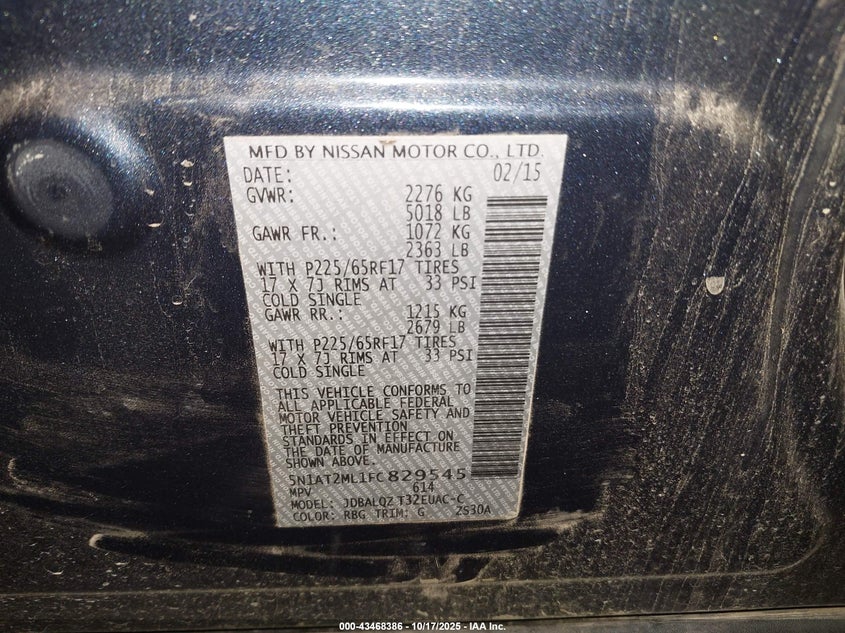 MFD BY NISSAN MOTOR CO., LTD.
DATE: 02/15
GVWR: 2276 KG
5018 LB
GAWR FR.: 1072 KG
2363 LB
WITH P225/65RF17 TIRES
17 X 7J RIMS AT 33 PSI
COLD SINGLE
GAWR RR.: 1215 KG
2679 LB
WITH P225/65RF17 TIRES
17 X 7J RIMS AT 33 PSI
COLD SINGLE
THIS VEHICLE CONFORMS TO
ALL APPLICABLE FEDERAL
MOTOR VEHICLE SAFETY AND
THEFT PREVENTION
STANDARDS IN EFFECT ON
THE DATE OF MANUFACTURE
SHOWN ABOVE.
5N1AT2ML1FC829545
MPV 614
MODEL: JDBALQZ T32EUAC-C
COLOR: RBG TRIM: G 2S30A
000-43468386 - 10/17/2025 - IAA Inc.